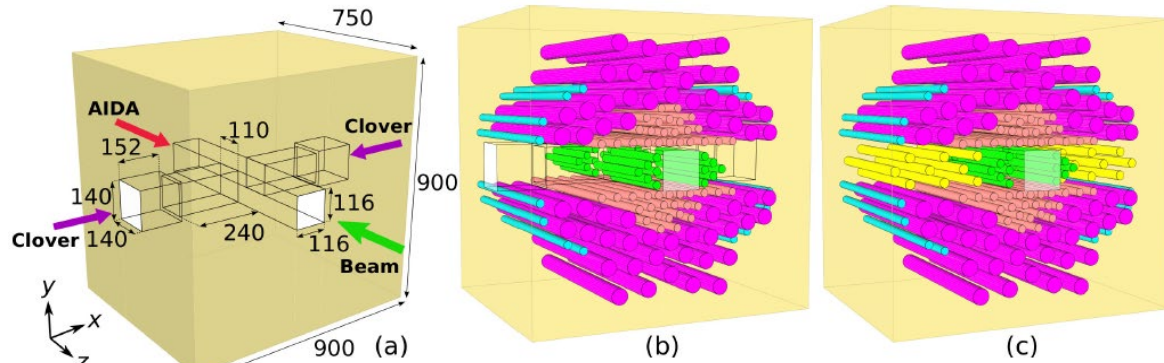 750
AIDA
110
Clover
152
900
140
116
Clover
140
240
116
Beam
y
x
z
900
(a)
(b)
(c)